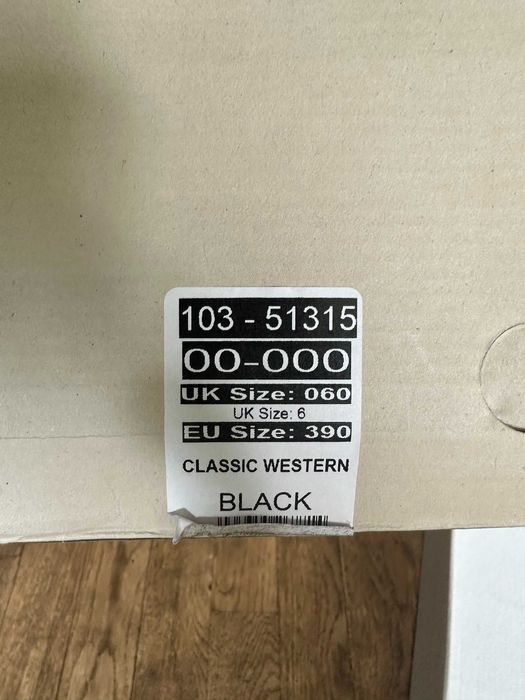 103 - 51315
00-000
UK Size: 060
UK Size: 6
EU Size: 390
CLASSIC WESTERN
BLACK